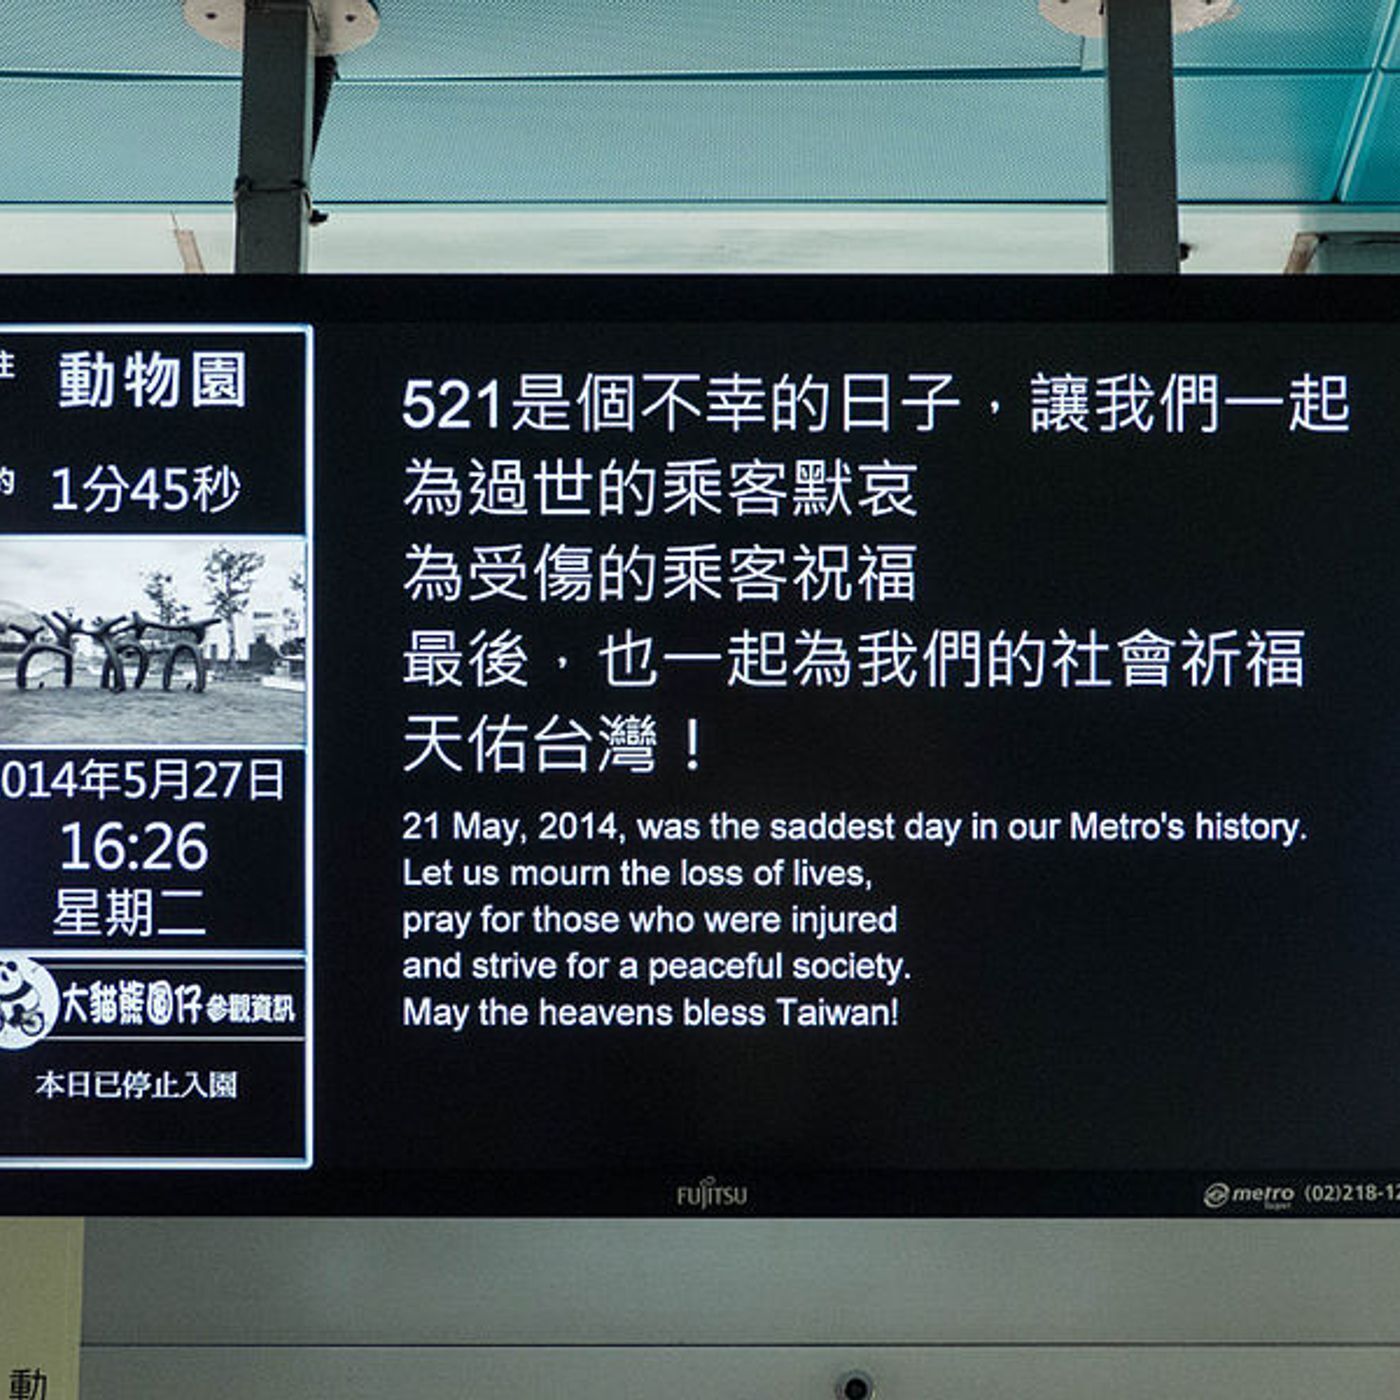 動物園
的
1分45秒
014年5月27日
16:26
星期二
大貓熊圓仔參觀資訊
本日已停止入園
521是個不幸的日子，讓我們一起
為過世的乘客默哀
為受傷的乘客祝福
最後，也一起為我們的社會祈福
天佑台灣！
21 May, 2014, was the saddest day in our Metro's history.
Let us mourn the loss of lives,
pray for those who were injured
and strive for a peaceful society.
May the heavens bless Taiwan!
FUJITSU
metro (02)218-12
動